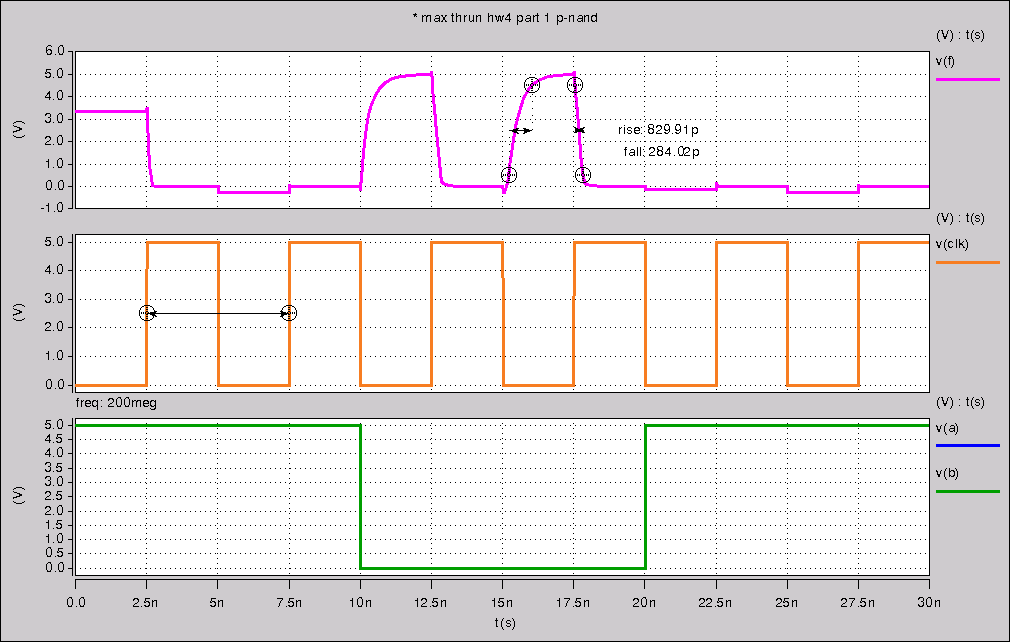 * max thrun hw4 part 1 p-nand
(V) : t(s)
v(f)
(V)
6.0
5.0
4.0
3.0
2.0
1.0
0.0
-1.0
rise: 829.91p
fall: 284.02p
(V) : t(s)
v(clk)
(V)
5.0
4.0
3.0
2.0
1.0
0.0
freq: 200meg
(V) : t(s)
v(a)
v(b)
(V)
5.0
4.5
4.0
3.5
3.0
2.5
2.0
1.5
1.0
0.5
0.0
0.0 2.5n 5n 7.5n 10n 12.5n 15n 17.5n 20n 22.5n 25n 27.5n 30n
t(s)